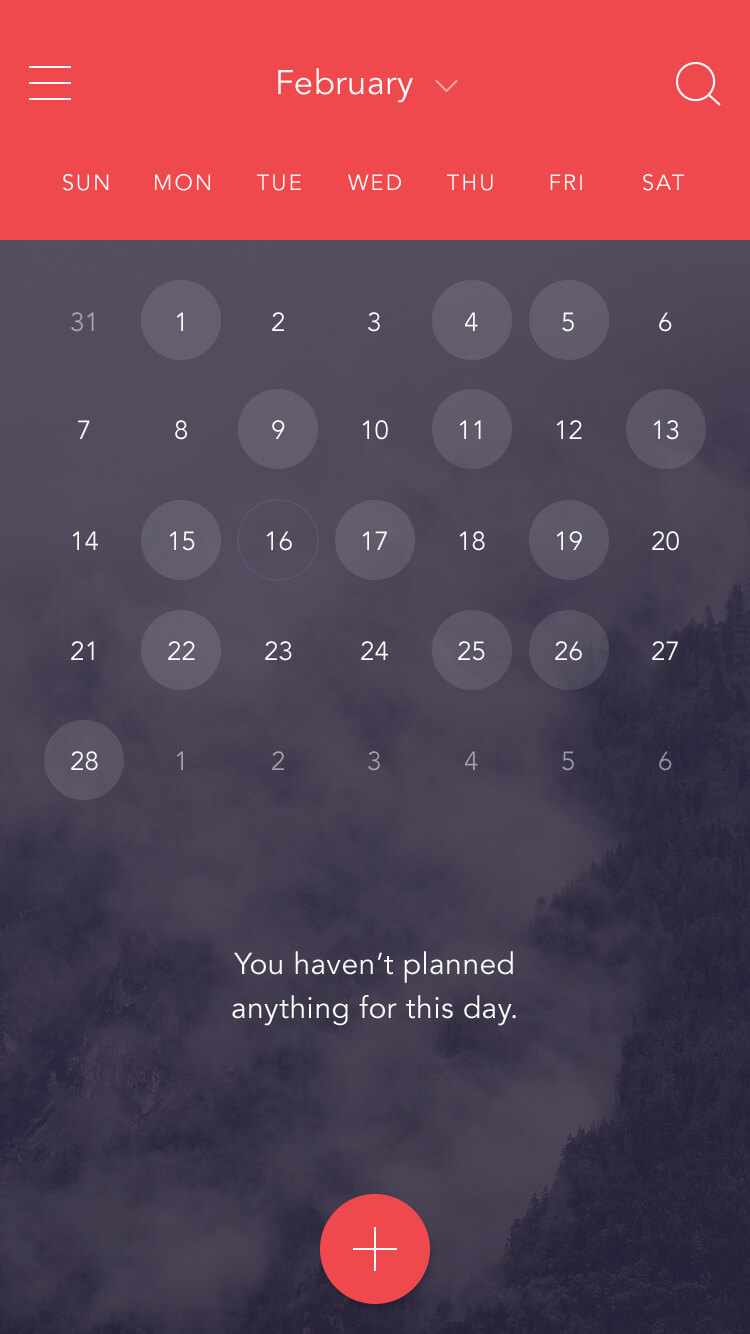 February
SUN MON TUE WED THU FRI SAT
31 1 2 3 4 5 6
7 8 9 10 11 12 13
14 15 16 17 18 19 20
21 22 23 24 25 26 27
28 1 2 3 4 5 6
You haven’t planned
anything for this day.